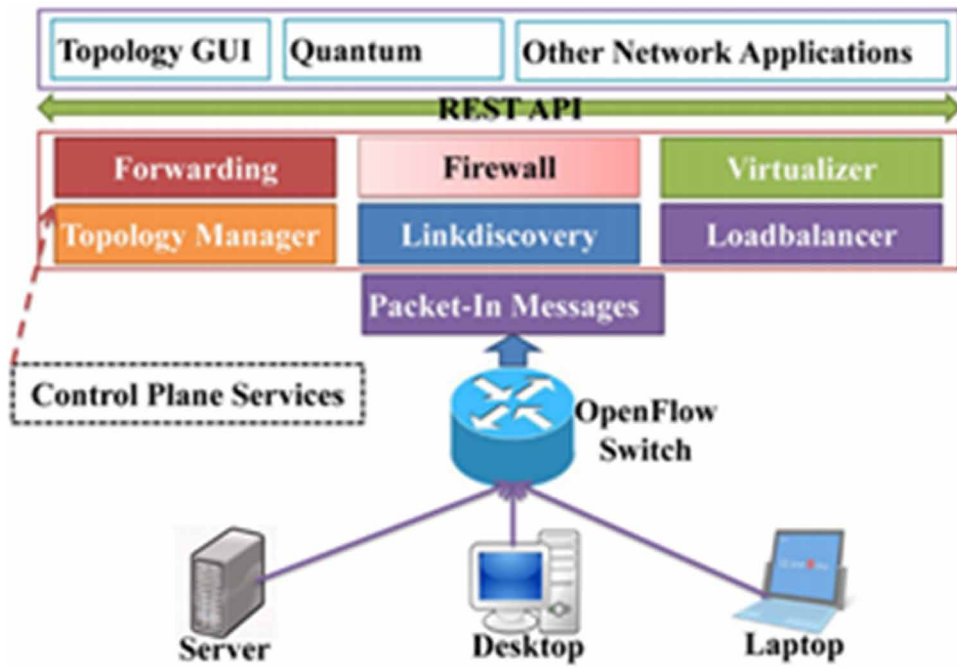 Topology GUI
Quantum
Other Network Applications
REST API
Forwarding
Firewall
Virtualizer
Topology Manager
Linkdiscovery
Loadbalancer
Packet-In Messages
Control Plane Services
OpenFlow
Switch
Server
Desktop
Laptop